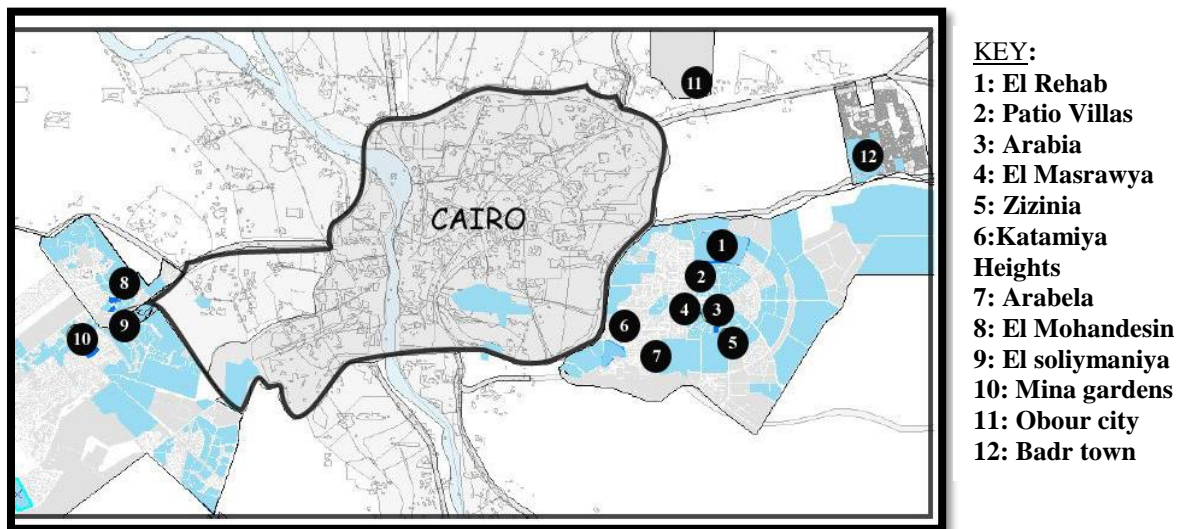 CAIRO
11
12
1
2
4
3
6
5
7
8
9
10
KEY:
1: El Rehab
2: Patio Villas
3: Arabia
4: El Masrawya
5: Zizinia
6:Katamiya
Heights
7: Arabela
8: El Mohandesin
9: El soliymaniya
10: Mina gardens
11: Obour city
12: Badr town